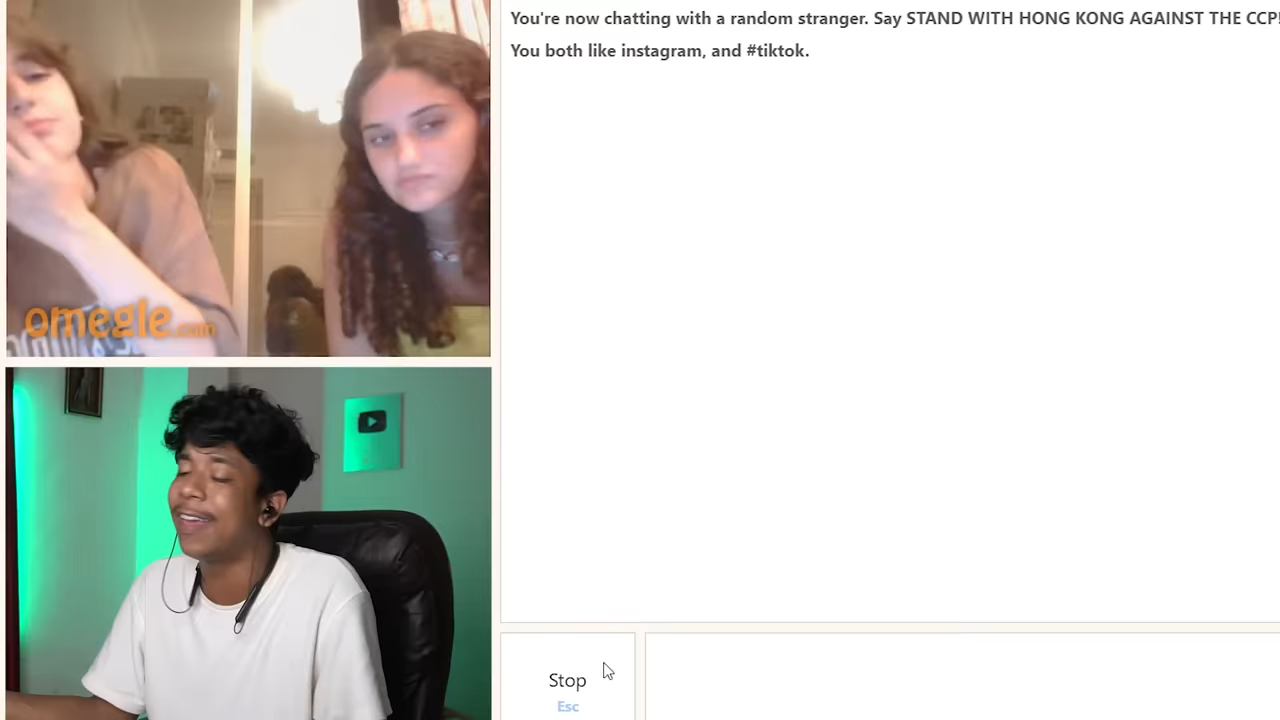 You're now chatting with a random stranger. Say STAND WITH HONG KONG AGAINST THE CCP!
You both like instagram, and #tiktok.
omegle.com
Stop
Esc